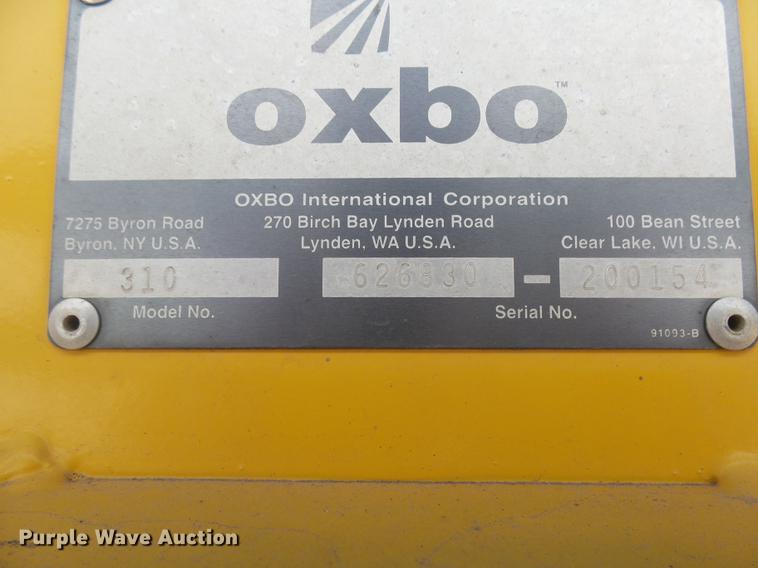 oxbo™
OXBO International Corporation
7275 Byron Road 270 Birch Bay Lynden Road 100 Bean Street
Byron, NY U.S.A. Lynden, WA U.S.A. Clear Lake, WI U.S.A.
310 626830 - 200154
Model No. Serial No.
91093-B
Purple Wave Auction